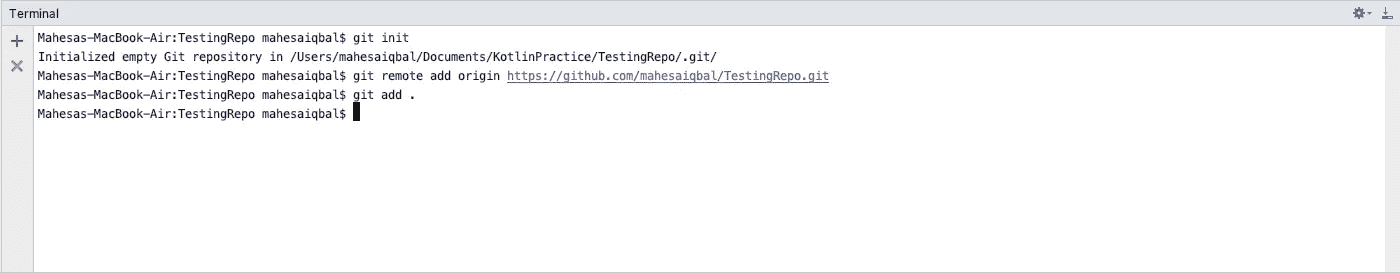 Terminal
Mahesas-MacBook-Air:TestingRepo mahesaiqbal$ git init
Initialized empty Git repository in /Users/mahesaiqbal/Documents/KotlinPractice/TestingRepo/.git/
Mahesas-MacBook-Air:TestingRepo mahesaiqbal$ git remote add origin https://github.com/mahesaiqbal/TestingRepo.git
Mahesas-MacBook-Air:TestingRepo mahesaiqbal$ git add .
Mahesas-MacBook-Air:TestingRepo mahesaiqbal$